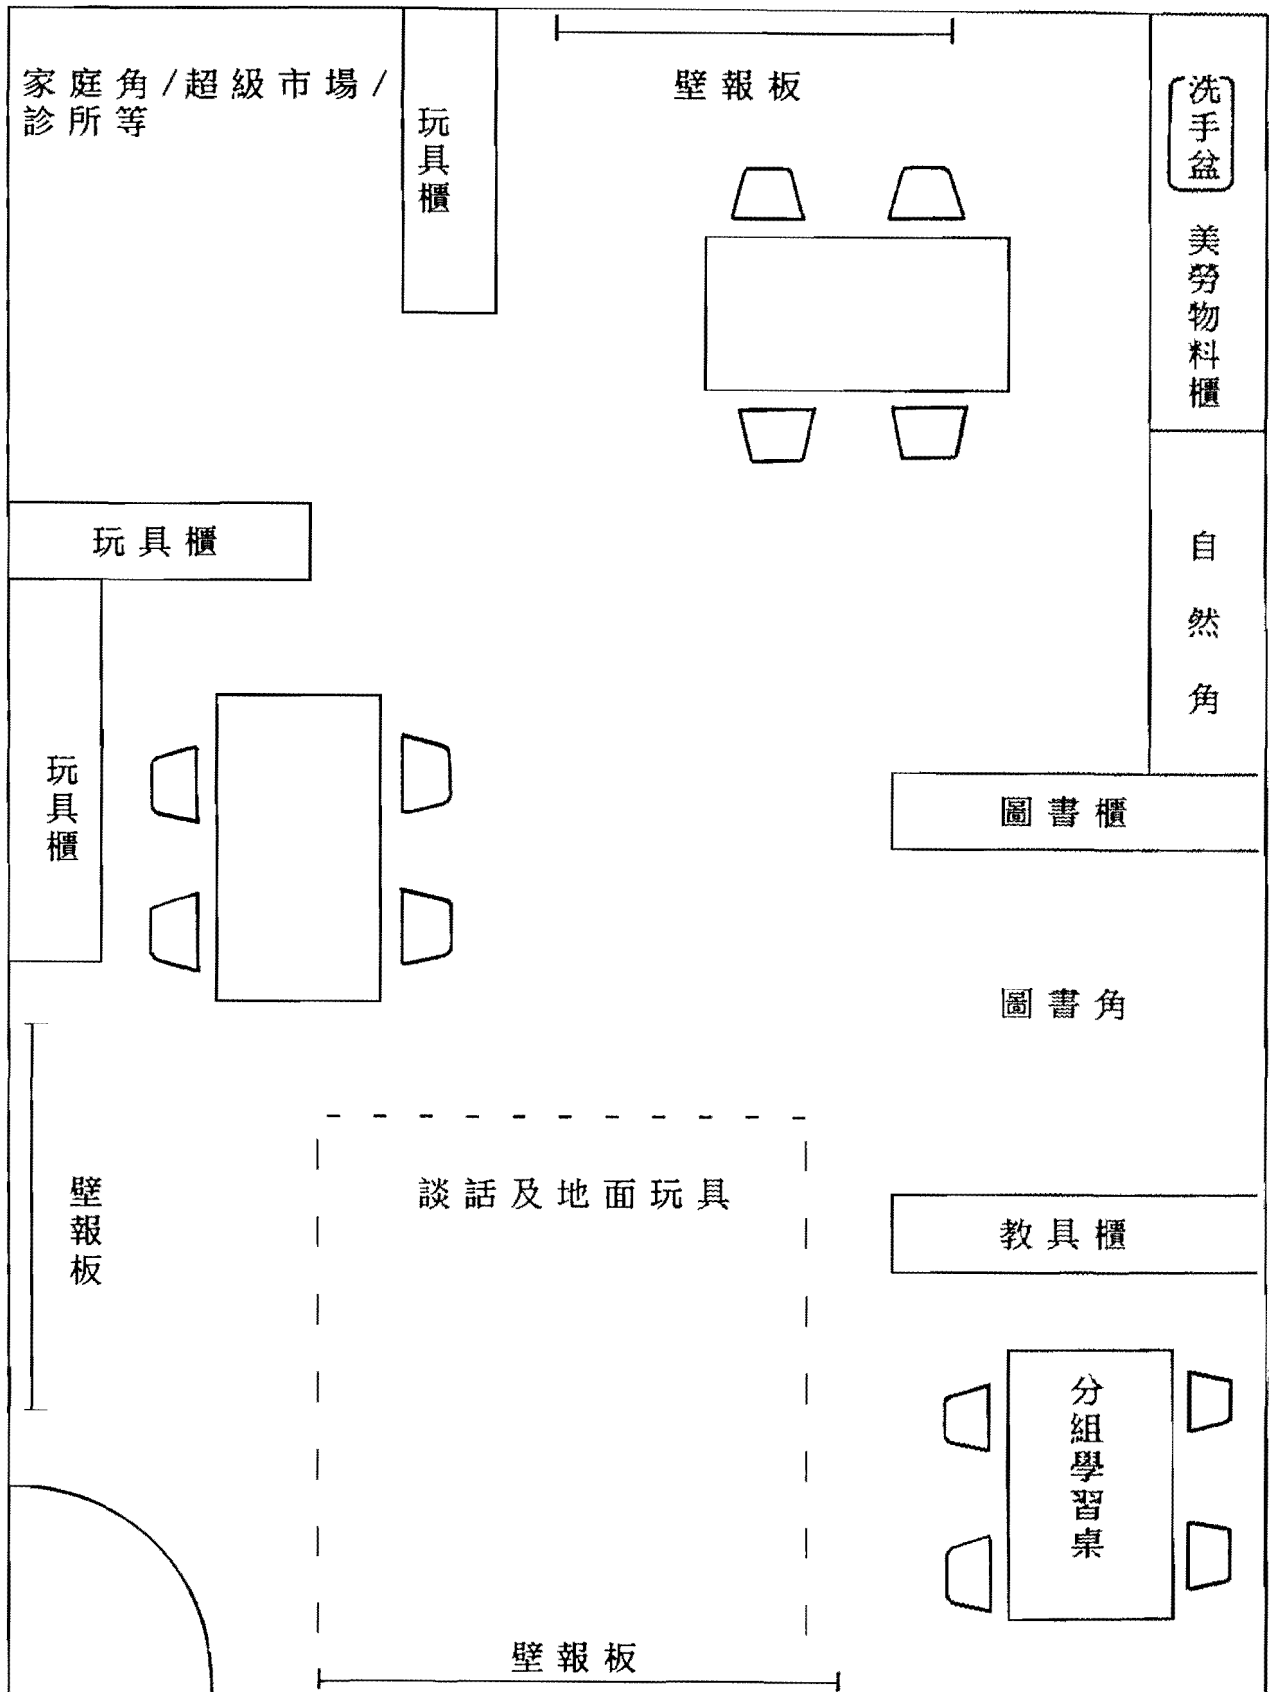 家庭角/超級市場/
診所等
玩具櫃
壁報板
洗手盆
美勞物料櫃
玩具櫃
自然角
玩具櫃
圖書櫃
圖書角
談話及地面玩具
壁報板
教具櫃
分組學習桌
壁報板